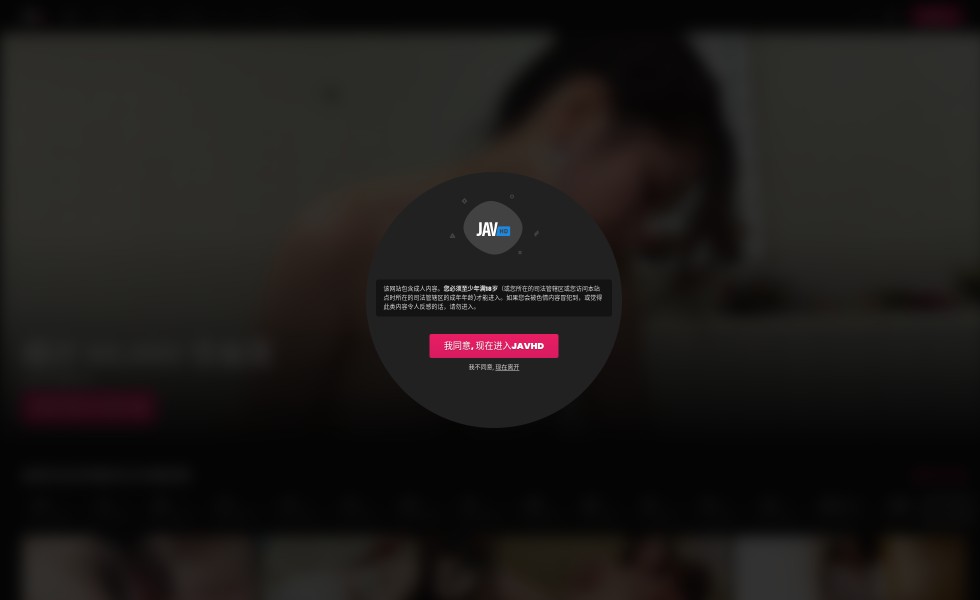 JAV HD
该网站包含成人内容。您必须至少年满18岁（或您所在的司法管辖区或您访问本站
点时所在的司法管辖区的成年年龄)才能进入。如果您会被色情内容冒犯到，或觉得
此类内容令人反感的话，请勿进入。
我同意, 现在进入JAVHD
我不同意, 现在离开